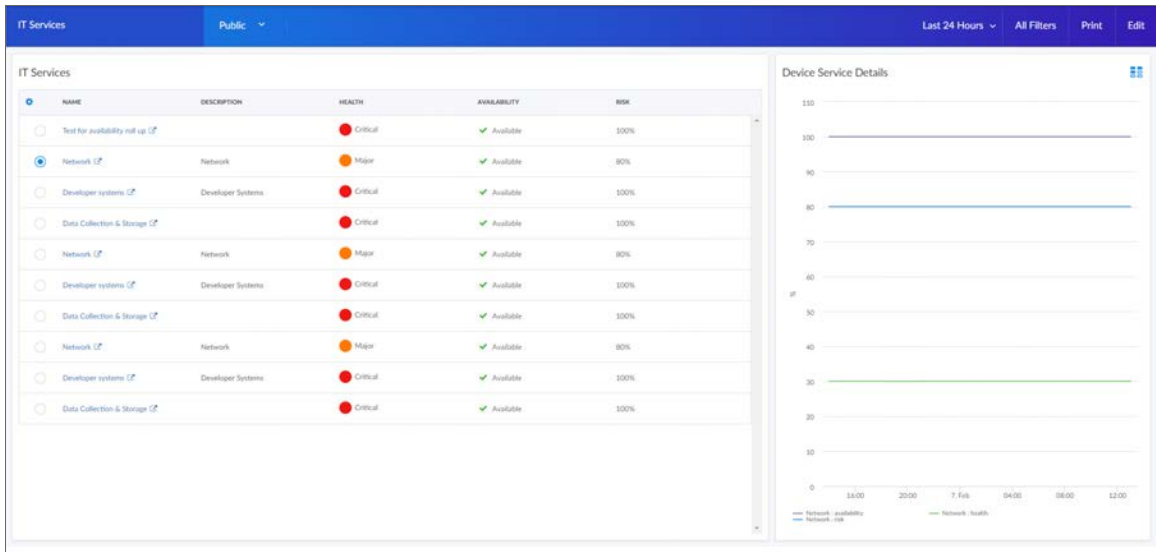 IT Services Public Last 24 Hours All Filters Print Edit
IT Services
NAME DESCRIPTION HEALTH AVAILABILITY RISK
Test for availability roll up Critical Available 100%
Network Network Major Available 80%
Developer systems Developer Systems Critical Available 100%
Data Collection & Storage Critical Available 100%
Network Network Major Available 80%
Developer systems Developer Systems Critical Available 100%
Data Collection & Storage Critical Available 100%
Network Network Major Available 80%
Developer systems Developer Systems Critical Available 100%
Data Collection & Storage Critical Available 100%
Device Service Details
110
100
90
80
70
60
%
50
40
30
20
10
0
16:00 20:00 7. Feb 04:00 08:00 12:00
Network : availability Network : health
Network : risk